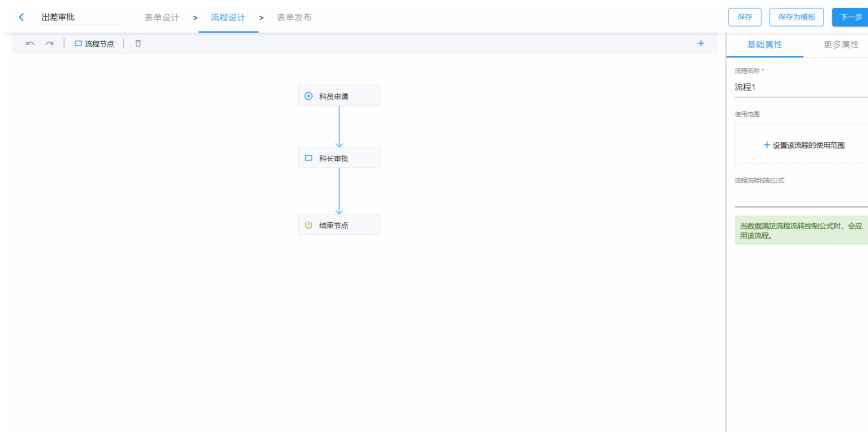 出差审批
表单设计 > 流程设计 > 表单发布
保存 保存为模板 下一步
流程节点
基础属性 更多属性
流程名称 *
流程1
使用范围
+ 设置该流程的使用范围
流程流转控制公式
当数据满足流程流转控制公式时，会应
用该流程。
科员申请
科长审批
结束节点